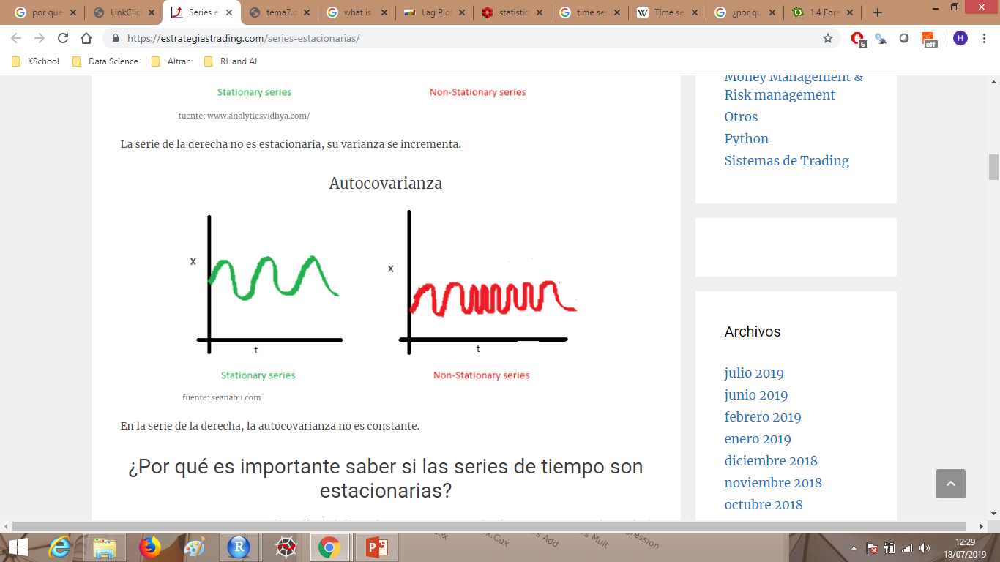 por que
LinkClic
Series e
tema7.
what is
Lag Plot
statistic
time ser
Time se
¿por qu
1.4 Fore
https://estrategiastrading.com/series-estacionarias/
6
off
H
KSchool
Data Science
Altran
RL and AI
Stationary series
Non-Stationary series
fuente: www.analyticsvidhya.com/
La serie de la derecha no es estacionaria, su varianza se incrementa.
Autocovarianza
x
t
Stationary series
x
t
Non-Stationary series
fuente: seanabu.com
En la serie de la derecha, la autocovarianza no es constante.
¿Por qué es importante saber si las series de tiempo son
estacionarias?
Money Management &
Risk management
Otros
Python
Sistemas de Trading
Archivos
julio 2019
junio 2019
febrero 2019
enero 2019
diciembre 2018
noviembre 2018
octubre 2018
12:29
18/07/2019